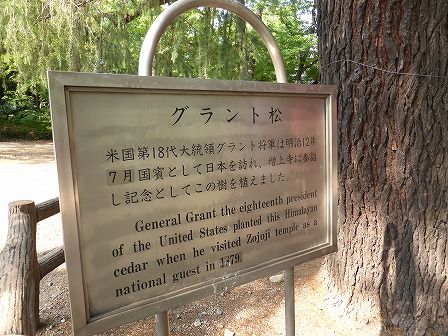 グラント松
米国第18代大統領グラント将軍は明治12年
7月国賓として日本を訪れ、増上寺に参詣
し記念としてこの樹を植えました。
General Grant the eighteenth president
of the United States planted this Himalayan
cedar when he visited Zojoji temple as a
national guest in 1879.